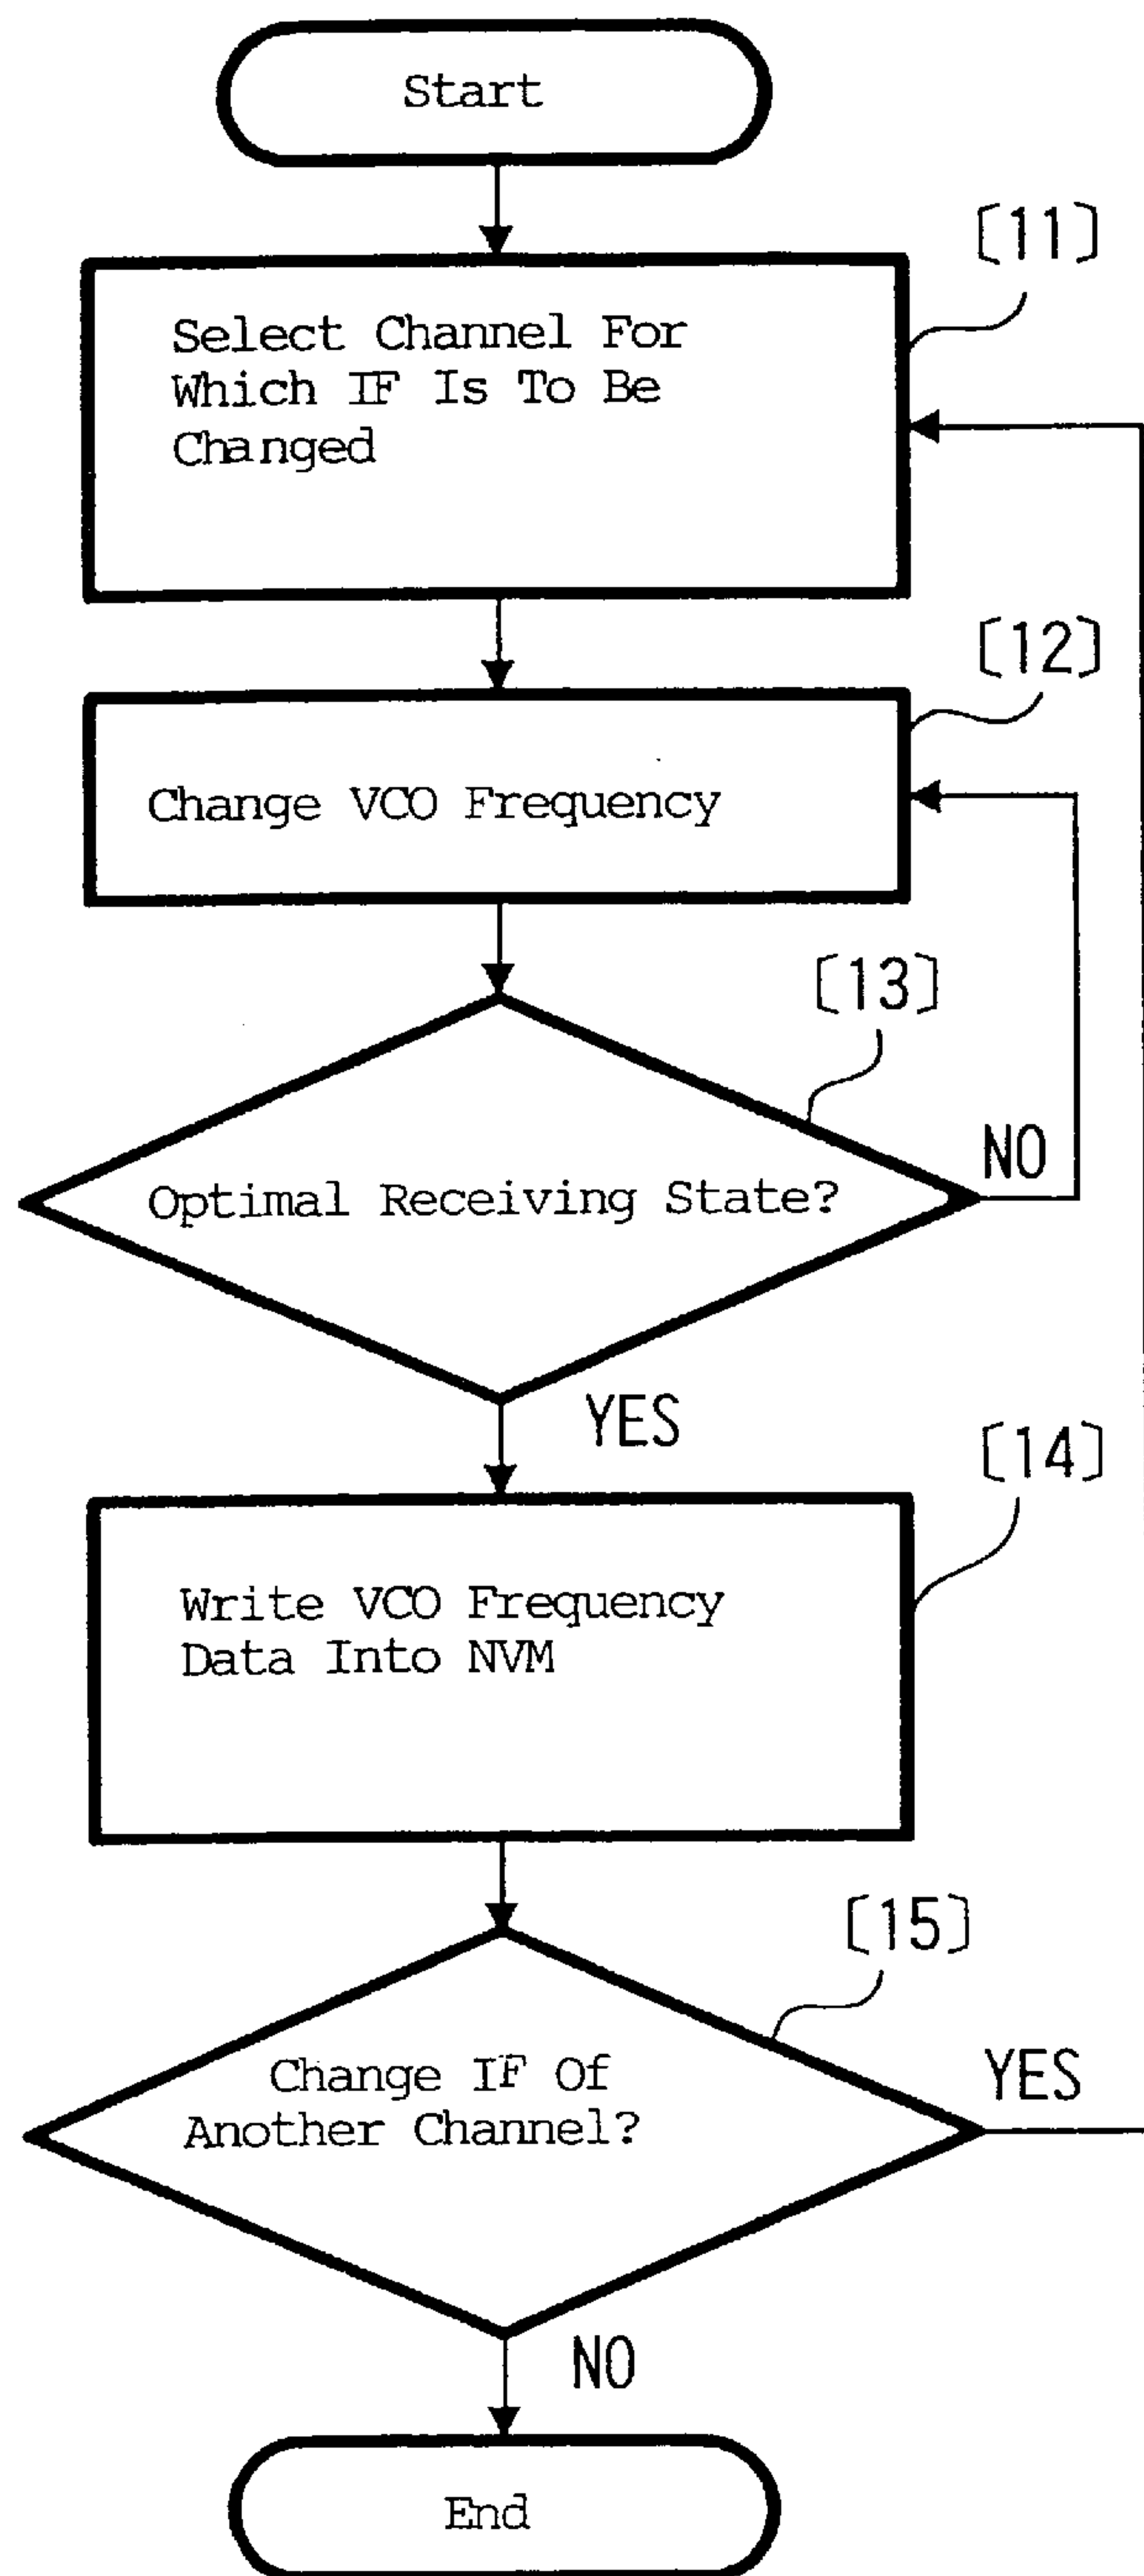 Start
[11]
Select Channel For
Which IF Is To Be
Changed
[12]
Change VCO Frequency
[13]
NO
Optimal Receiving State?
YES
[14]
Write VCO Frequency
Data Into NVM
[15]
Change IF Of
Another Channel?
YES
NO
End